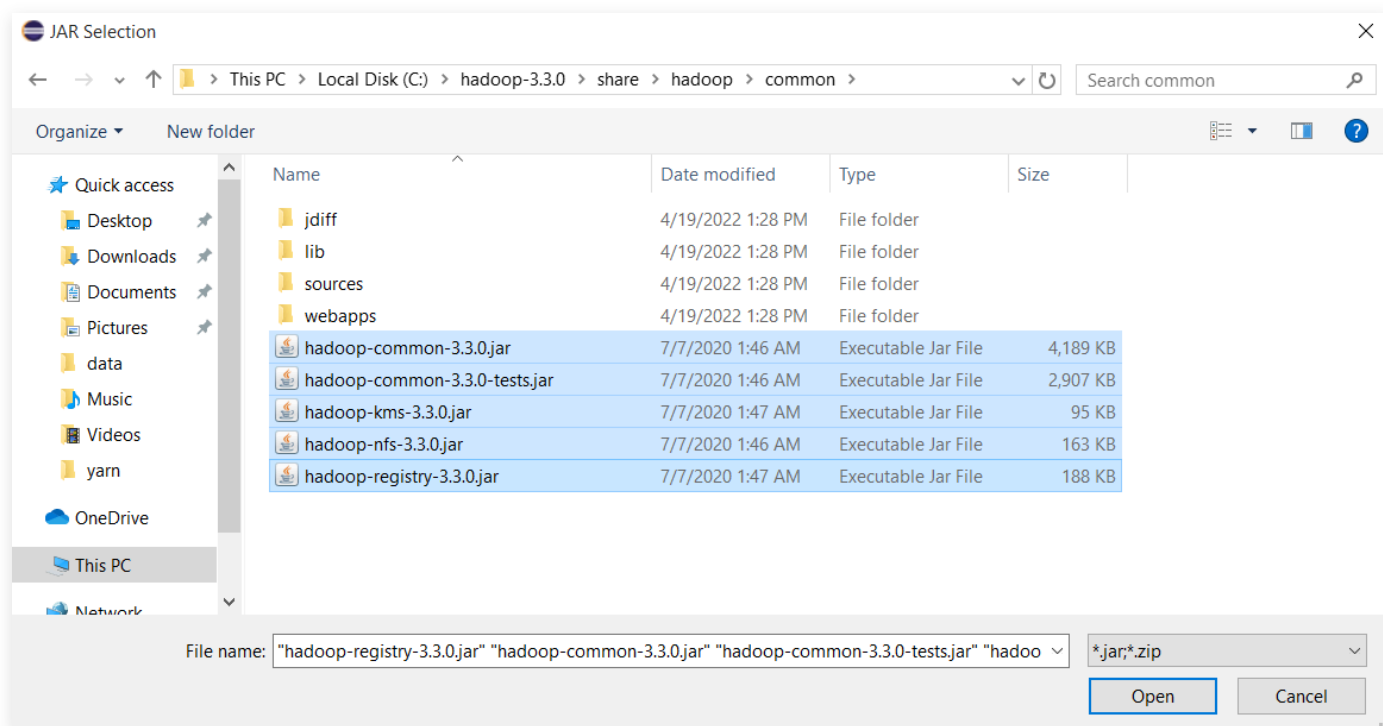 JAR Selection
This PC > Local Disk (C:) > hadoop-3.3.0 > share > hadoop > common >
Search common
Organize
New folder
?
Name Date modified Type Size
Quick access
Desktop
Downloads
Documents
Pictures
data
Music
Videos
yarn
OneDrive
This PC
Network
jdiff 4/19/2022 1:28 PM File folder
lib 4/19/2022 1:28 PM File folder
sources 4/19/2022 1:28 PM File folder
webapps 4/19/2022 1:28 PM File folder
hadoop-common-3.3.0.jar 7/7/2020 1:46 AM Executable Jar File 4,189 KB
hadoop-common-3.3.0-tests.jar 7/7/2020 1:46 AM Executable Jar File 2,907 KB
hadoop-kms-3.3.0.jar 7/7/2020 1:47 AM Executable Jar File 95 KB
hadoop-nfs-3.3.0.jar 7/7/2020 1:46 AM Executable Jar File 163 KB
hadoop-registry-3.3.0.jar 7/7/2020 1:47 AM Executable Jar File 188 KB
File name: "hadoop-registry-3.3.0.jar" "hadoop-common-3.3.0.jar" "hadoop-common-3.3.0-tests.jar" "hadoo
*.jar;*.zip
Open
Cancel